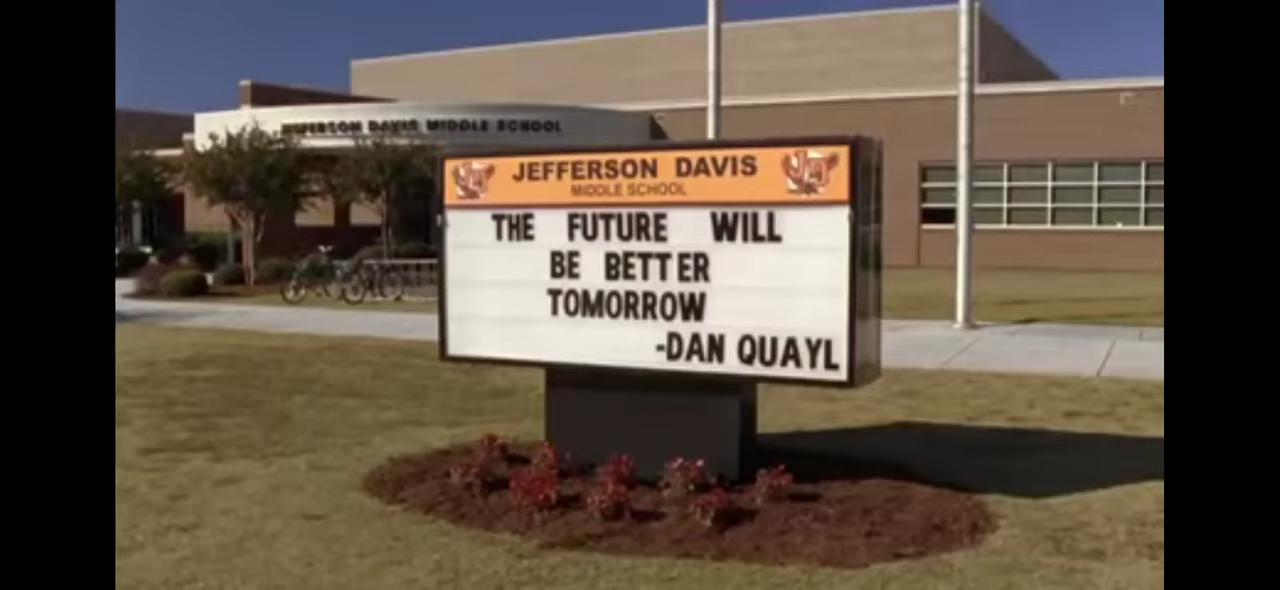 JEFFERSON DAVIS MIDDLE SCHOOL
JEFFERSON DAVIS
MIDDLE SCHOOL
THE FUTURE WILL
BE BETTER
TOMORROW
-DAN QUAYL